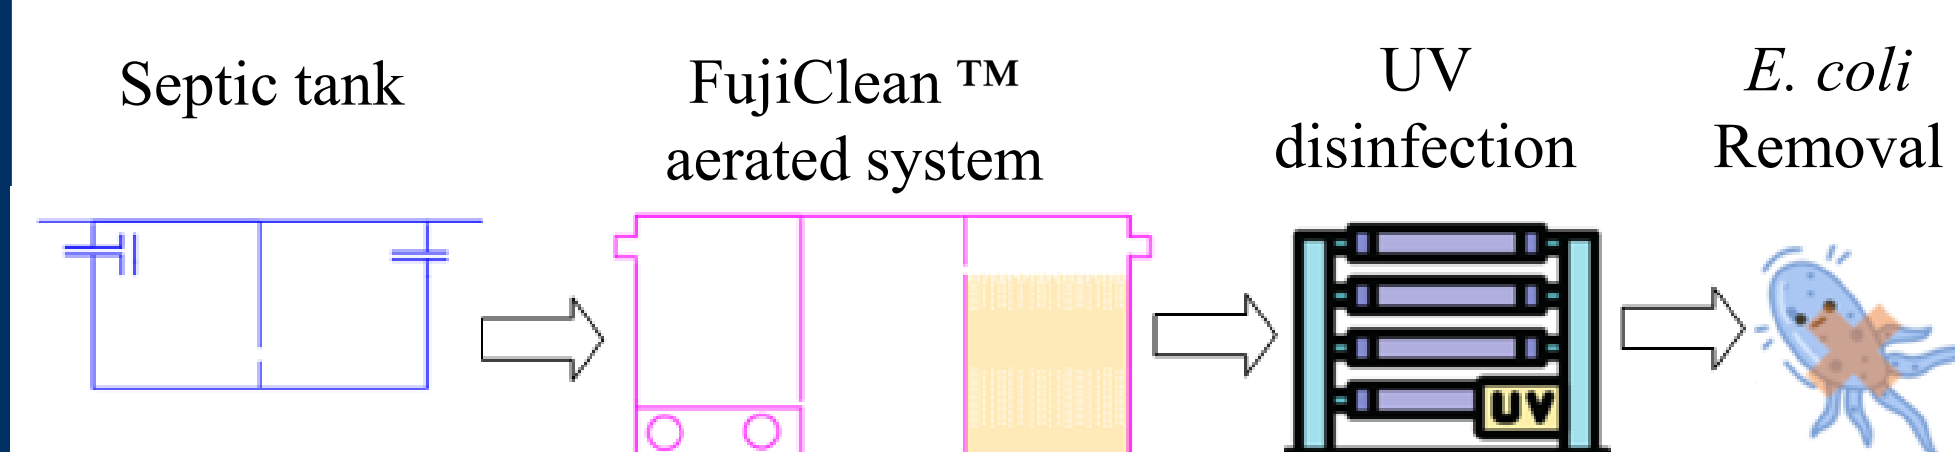 Septic tank
FujiClean ™
aerated system
UV
disinfection
E. coli
Removal
UV